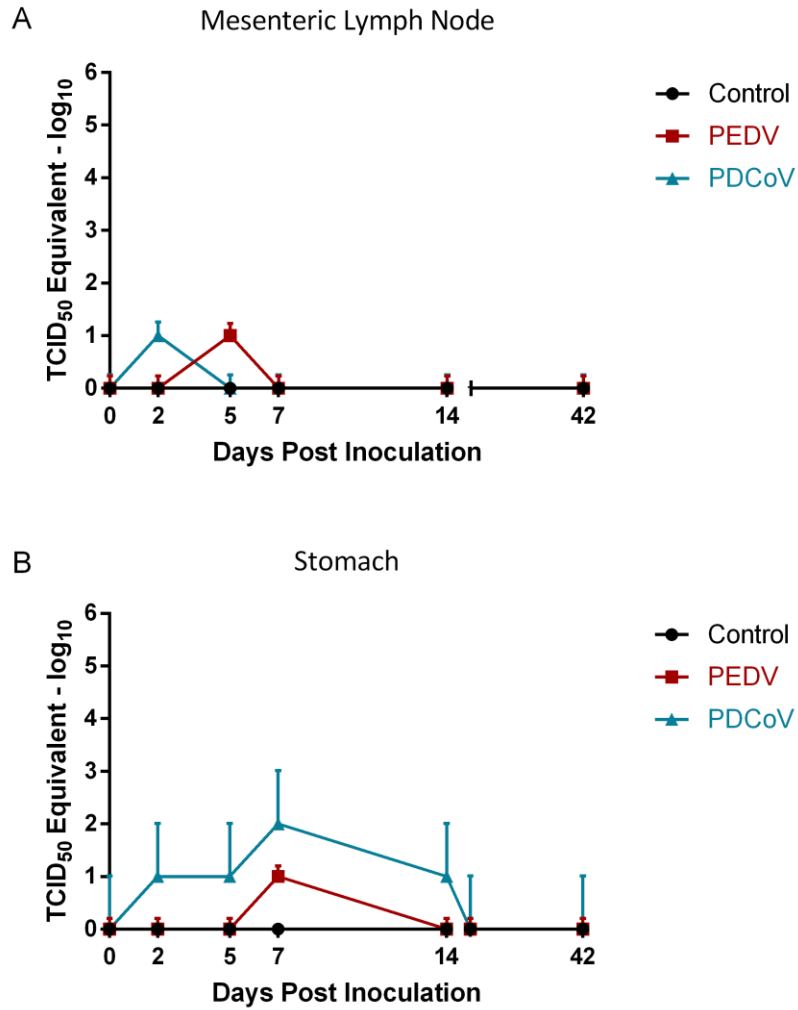 A
Mesenteric Lymph Node
TCID50 Equivalent - log10
6
5
4
3
2
1
0
0 2 5 7 14 42
Days Post Inoculation
Control
PEDV
PDCoV
B
Stomach
TCID50 Equivalent - log10
6
5
4
3
2
1
0
0 2 5 7 14 42
Days Post Inoculation
Control
PEDV
PDCoV